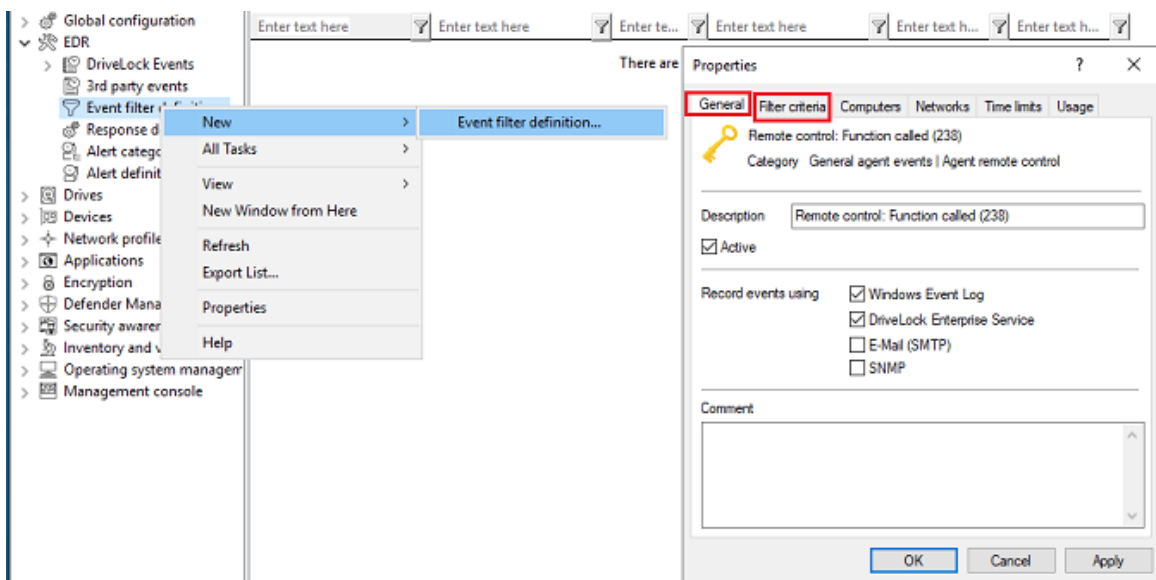 Global configuration
EDR
DriveLock Events
3rd party events
Event filter
Response d
Alert catego
Alert definit
Drives
Devices
Network profile
Applications
Encryption
Defender Mana
Security awarer
Inventory and v
Operating system managem
Management console
New
All Tasks
View
New Window from Here
Refresh
Export List...
Properties
Help
Event filter definition...
Enter text here Enter text here Enter te... Enter text here Enter text h... Enter text h...
There are
Properties ?
General Filter criteria Computers Networks Time limits Usage
Remote control: Function called (238)
Category General agent events | Agent remote control
Description Remote control: Function called (238)
Active
Record events using Windows Event Log
DriveLock Enterprise Service
E-Mail (SMTP)
SNMP
Comment
OK Cancel Apply